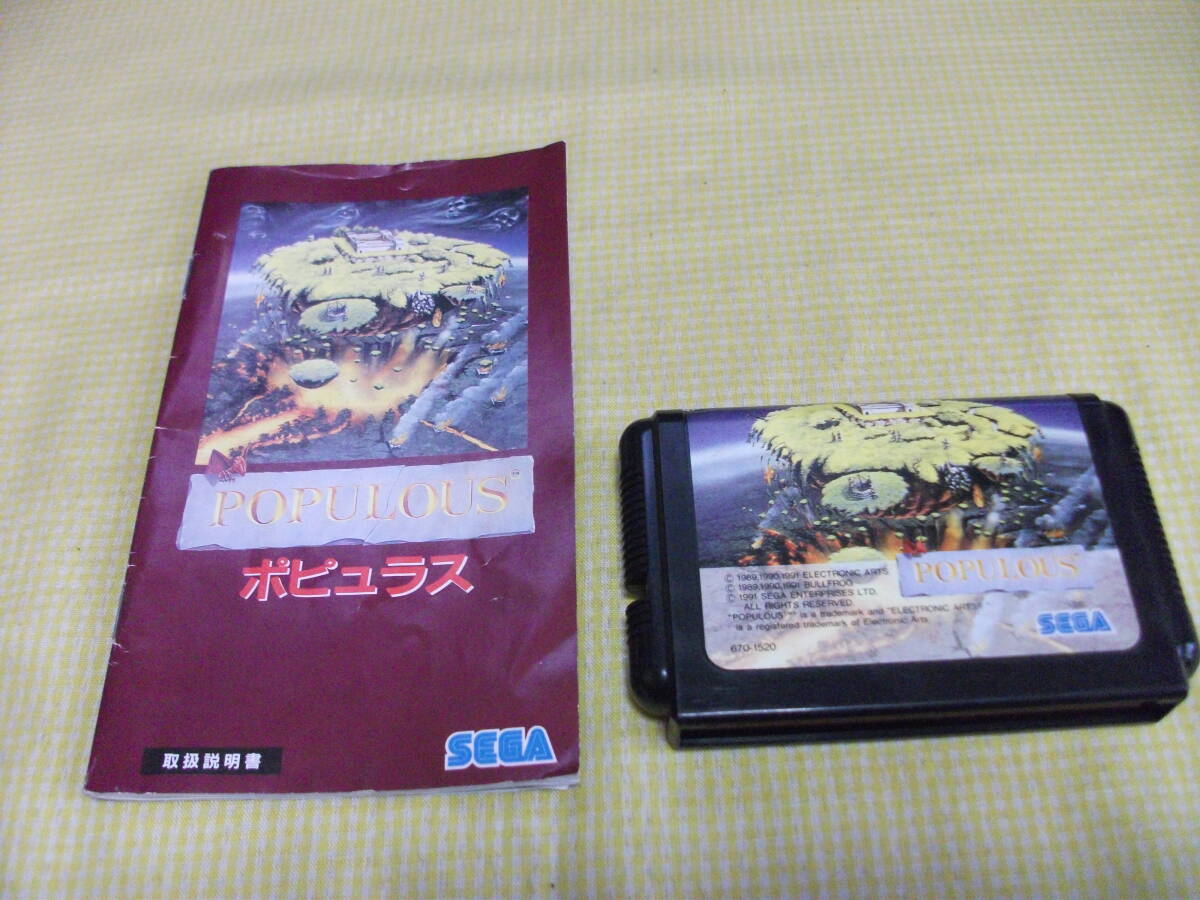 POPULOUS™
ポピュラス
取扱説明書
SEGA
© 1989,1990,1991 ELECTRONIC ARTS
© 1989,1990,1991 BULLFROG
© 1991 SEGA ENTERPRISES LTD.
ALL RIGHTS RESERVED.
"POPULOUS"™ is a trademark and "ELECTRONIC ARTS"
is a registered trademark of Electronic Arts
670-1520
POPULOUS
SEGA